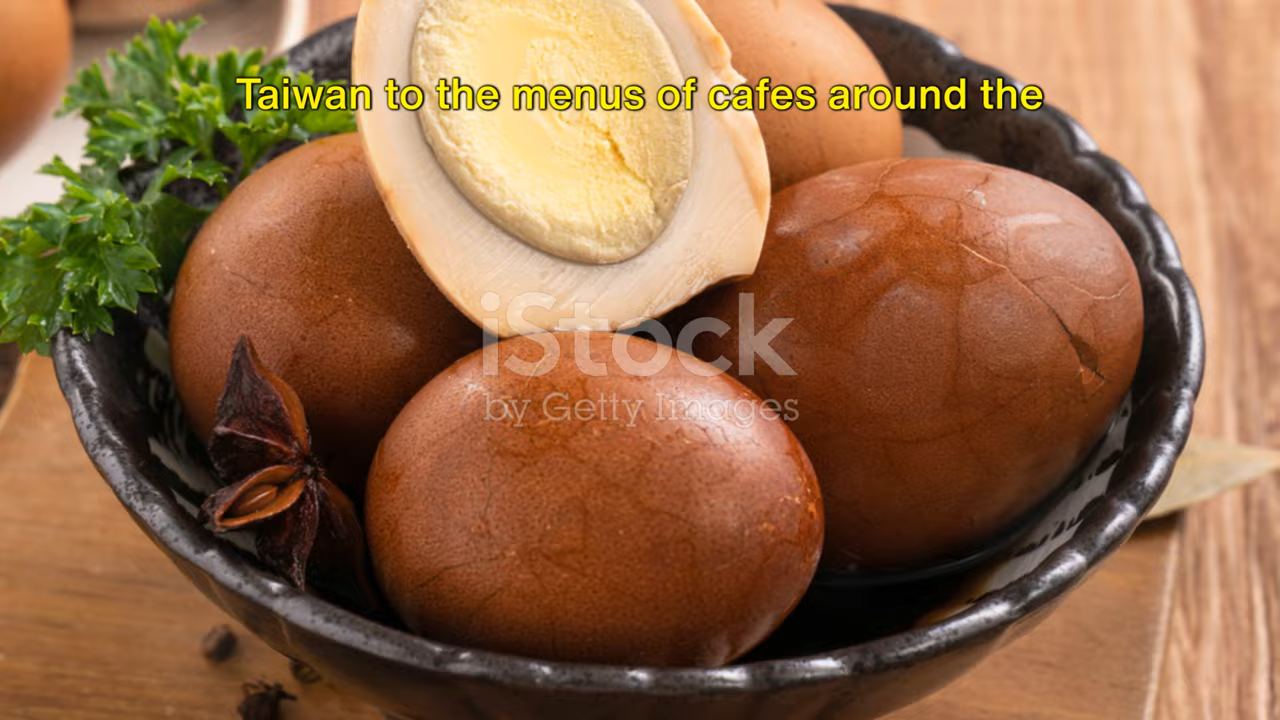 Taiwan to the menus of cafes around the
iStock
by Getty Images